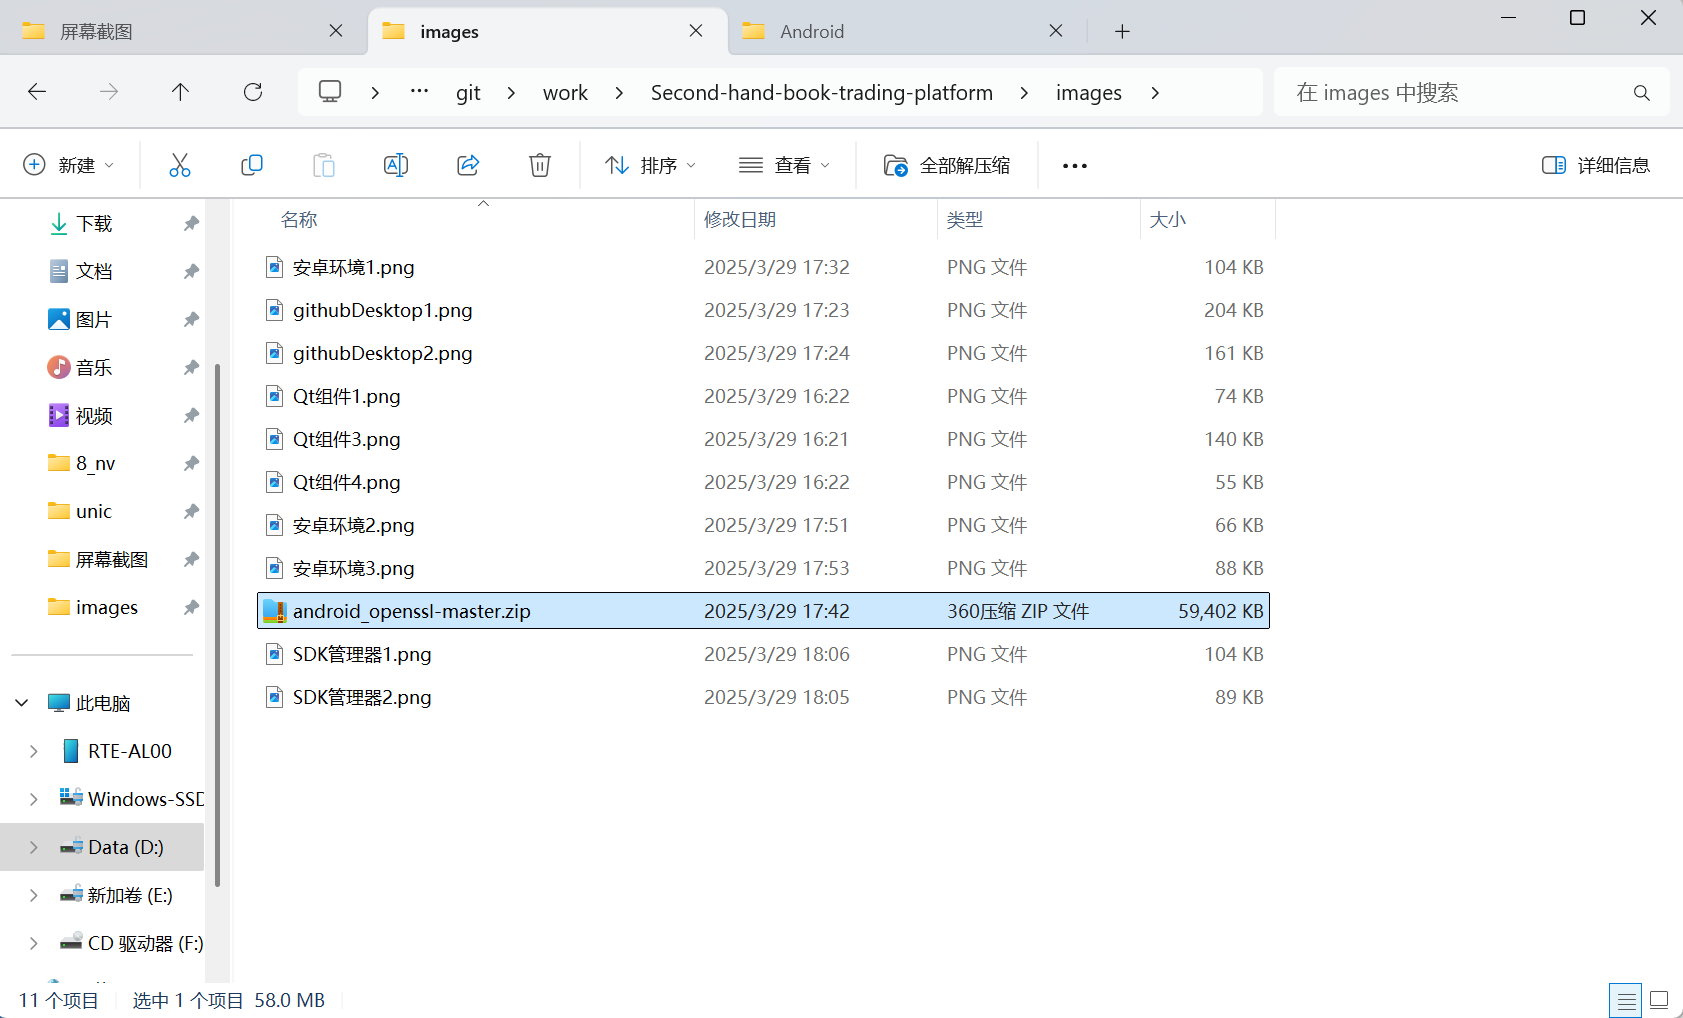 屏幕截图
images
Android
git
work
Second-hand-book-trading-platform
images
在 images 中搜索
新建
排序
查看
全部解压缩
详细信息
下载
文档
图片
音乐
视频
8_nv
unic
屏幕截图
images
此电脑
RTE-AL00
Windows-SSD
Data (D:)
新加卷 (E:)
CD 驱动器 (F:)
名称 修改日期 类型 大小
安卓环境1.png 2025/3/29 17:32 PNG 文件 104 KB
githubDesktop1.png 2025/3/29 17:23 PNG 文件 204 KB
githubDesktop2.png 2025/3/29 17:24 PNG 文件 161 KB
Qt组件1.png 2025/3/29 16:22 PNG 文件 74 KB
Qt组件3.png 2025/3/29 16:21 PNG 文件 140 KB
Qt组件4.png 2025/3/29 16:22 PNG 文件 55 KB
安卓环境2.png 2025/3/29 17:51 PNG 文件 66 KB
安卓环境3.png 2025/3/29 17:53 PNG 文件 88 KB
android_openssl-master.zip 2025/3/29 17:42 360压缩 ZIP 文件 59,402 KB
SDK管理器1.png 2025/3/29 18:06 PNG 文件 104 KB
SDK管理器2.png 2025/3/29 18:05 PNG 文件 89 KB
11 个项目 选中 1 个项目 58.0 MB